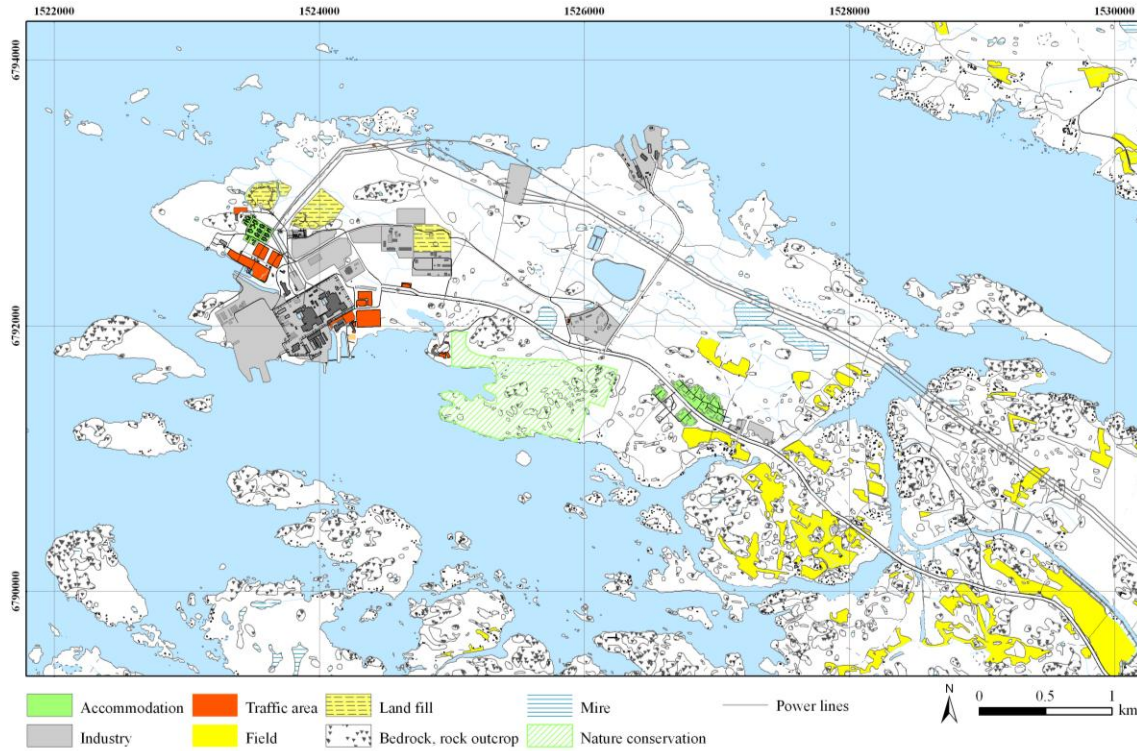 1522000 1524000 1526000 1528000 1530000
6794000
6792000
6790000
Accommodation Traffic area Land fill Mire Power lines N 0 0.5 1
km
Industry Field Bedrock, rock outcrop Nature conservation